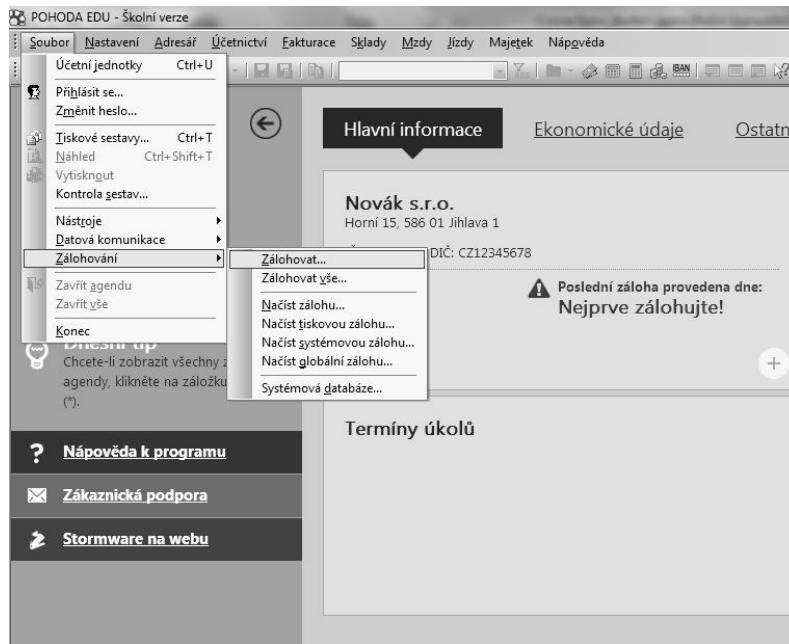 POHODA EDU - Školní verze
Soubor Nastavení Adresář Účetnictví Fakturace Sklady Mzdy Jízdy Majetek Nápověda
Účetní jednotky Ctrl+U
Přihlásit se...
Změnit heslo...
Tiskové sestavy... Ctrl+T
Náhled Ctrl+Shift+T
Vytisknout
Kontrola sestav...
Nástroje
Datová komunikace
Zálohování
Zavřít agendu
Zavřít vše
Konec
Zálohovat...
Zálohovat vše...
Načíst zálohu...
Načíst tiskovou zálohu...
Načíst systémovou zálohu...
Načíst globální zálohu...
Systémová databáze...
IBAN
Hlavní informace Ekonomické údaje Ostatn
Novák s.r.o.
Horní 15, 586 01 Jihlava 1
DIČ: CZ12345678
Poslední záloha provedena dne:
Nejprve zálohujte!
Dnešní tip
Chcete-li zobrazit všechny z
agendy, klikněte na záložku
(*).
Termíny úkolů
Nápověda k programu
Zákaznická podpora
Stormware na webu